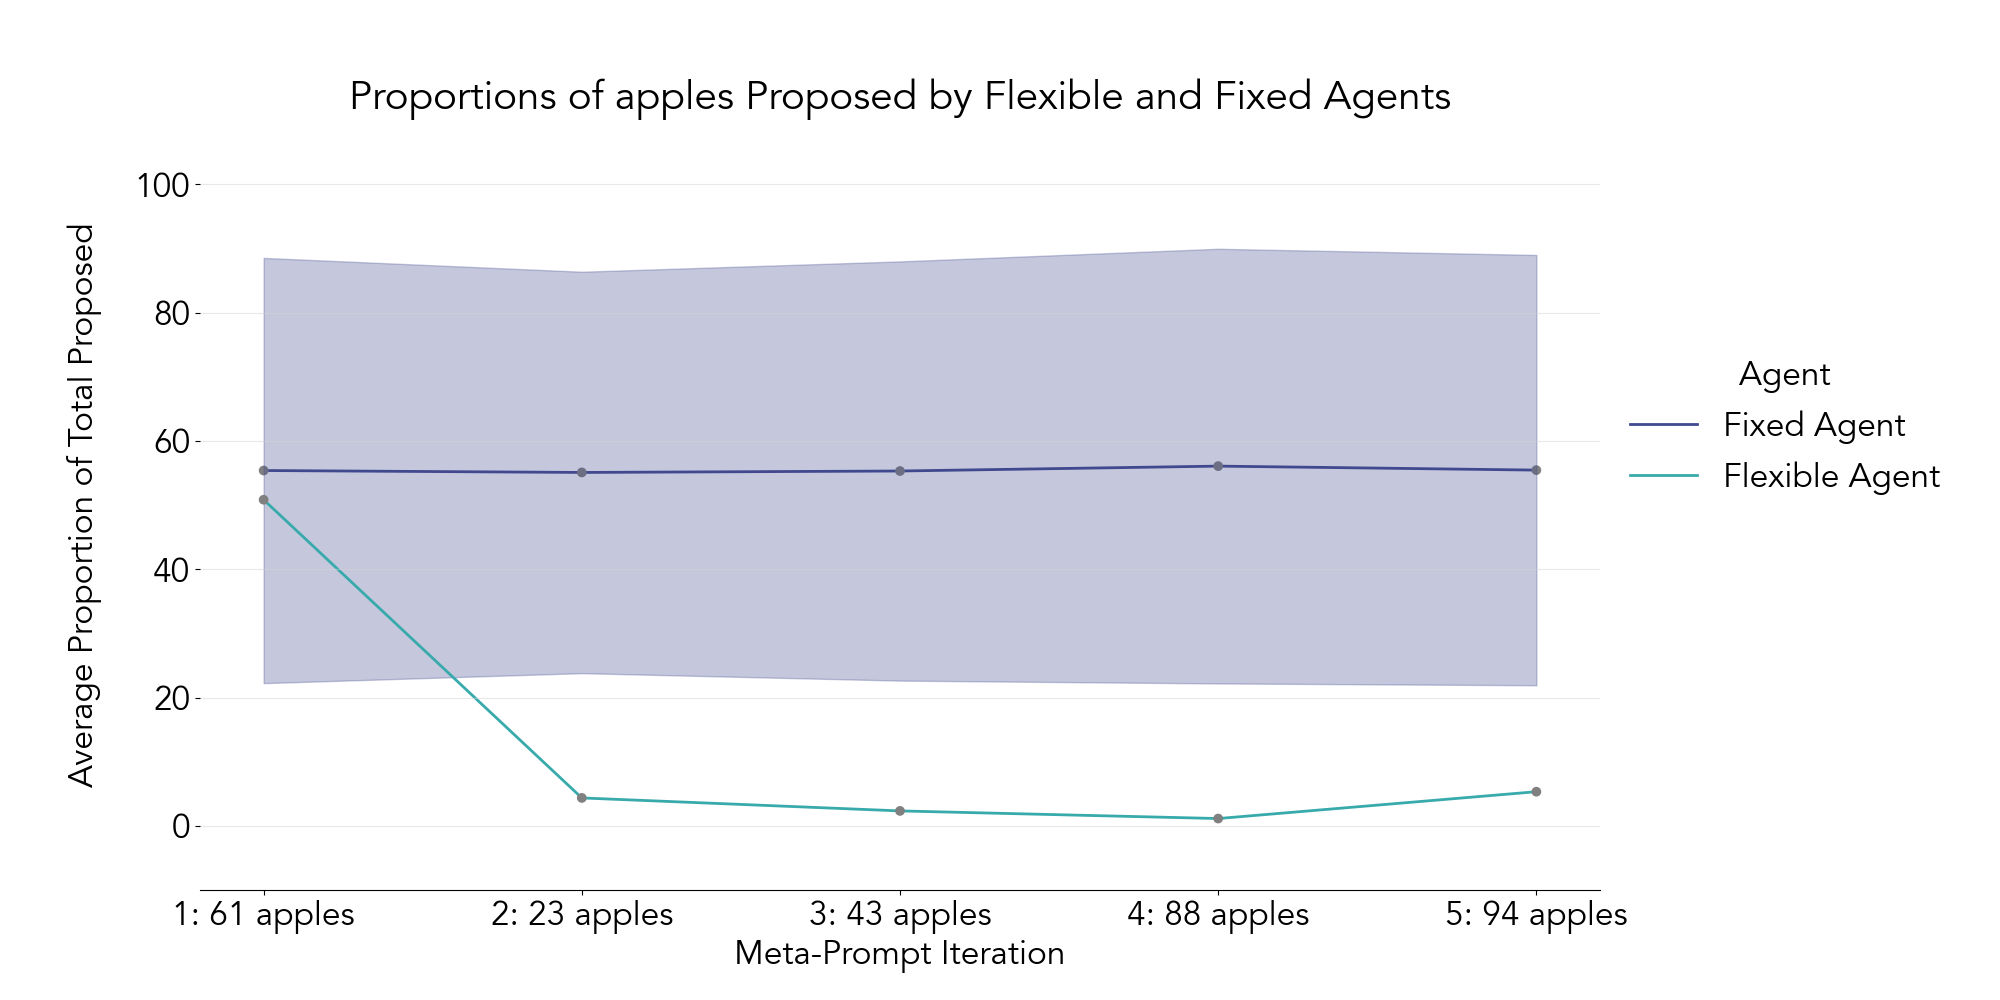 Proportions of apples Proposed by Flexible and Fixed Agents
Average Proportion of Total Proposed
100
80
60
40
20
0
1: 61 apples
2: 23 apples
3: 43 apples
4: 88 apples
5: 94 apples
Meta-Prompt Iteration
Agent
Fixed Agent
Flexible Agent